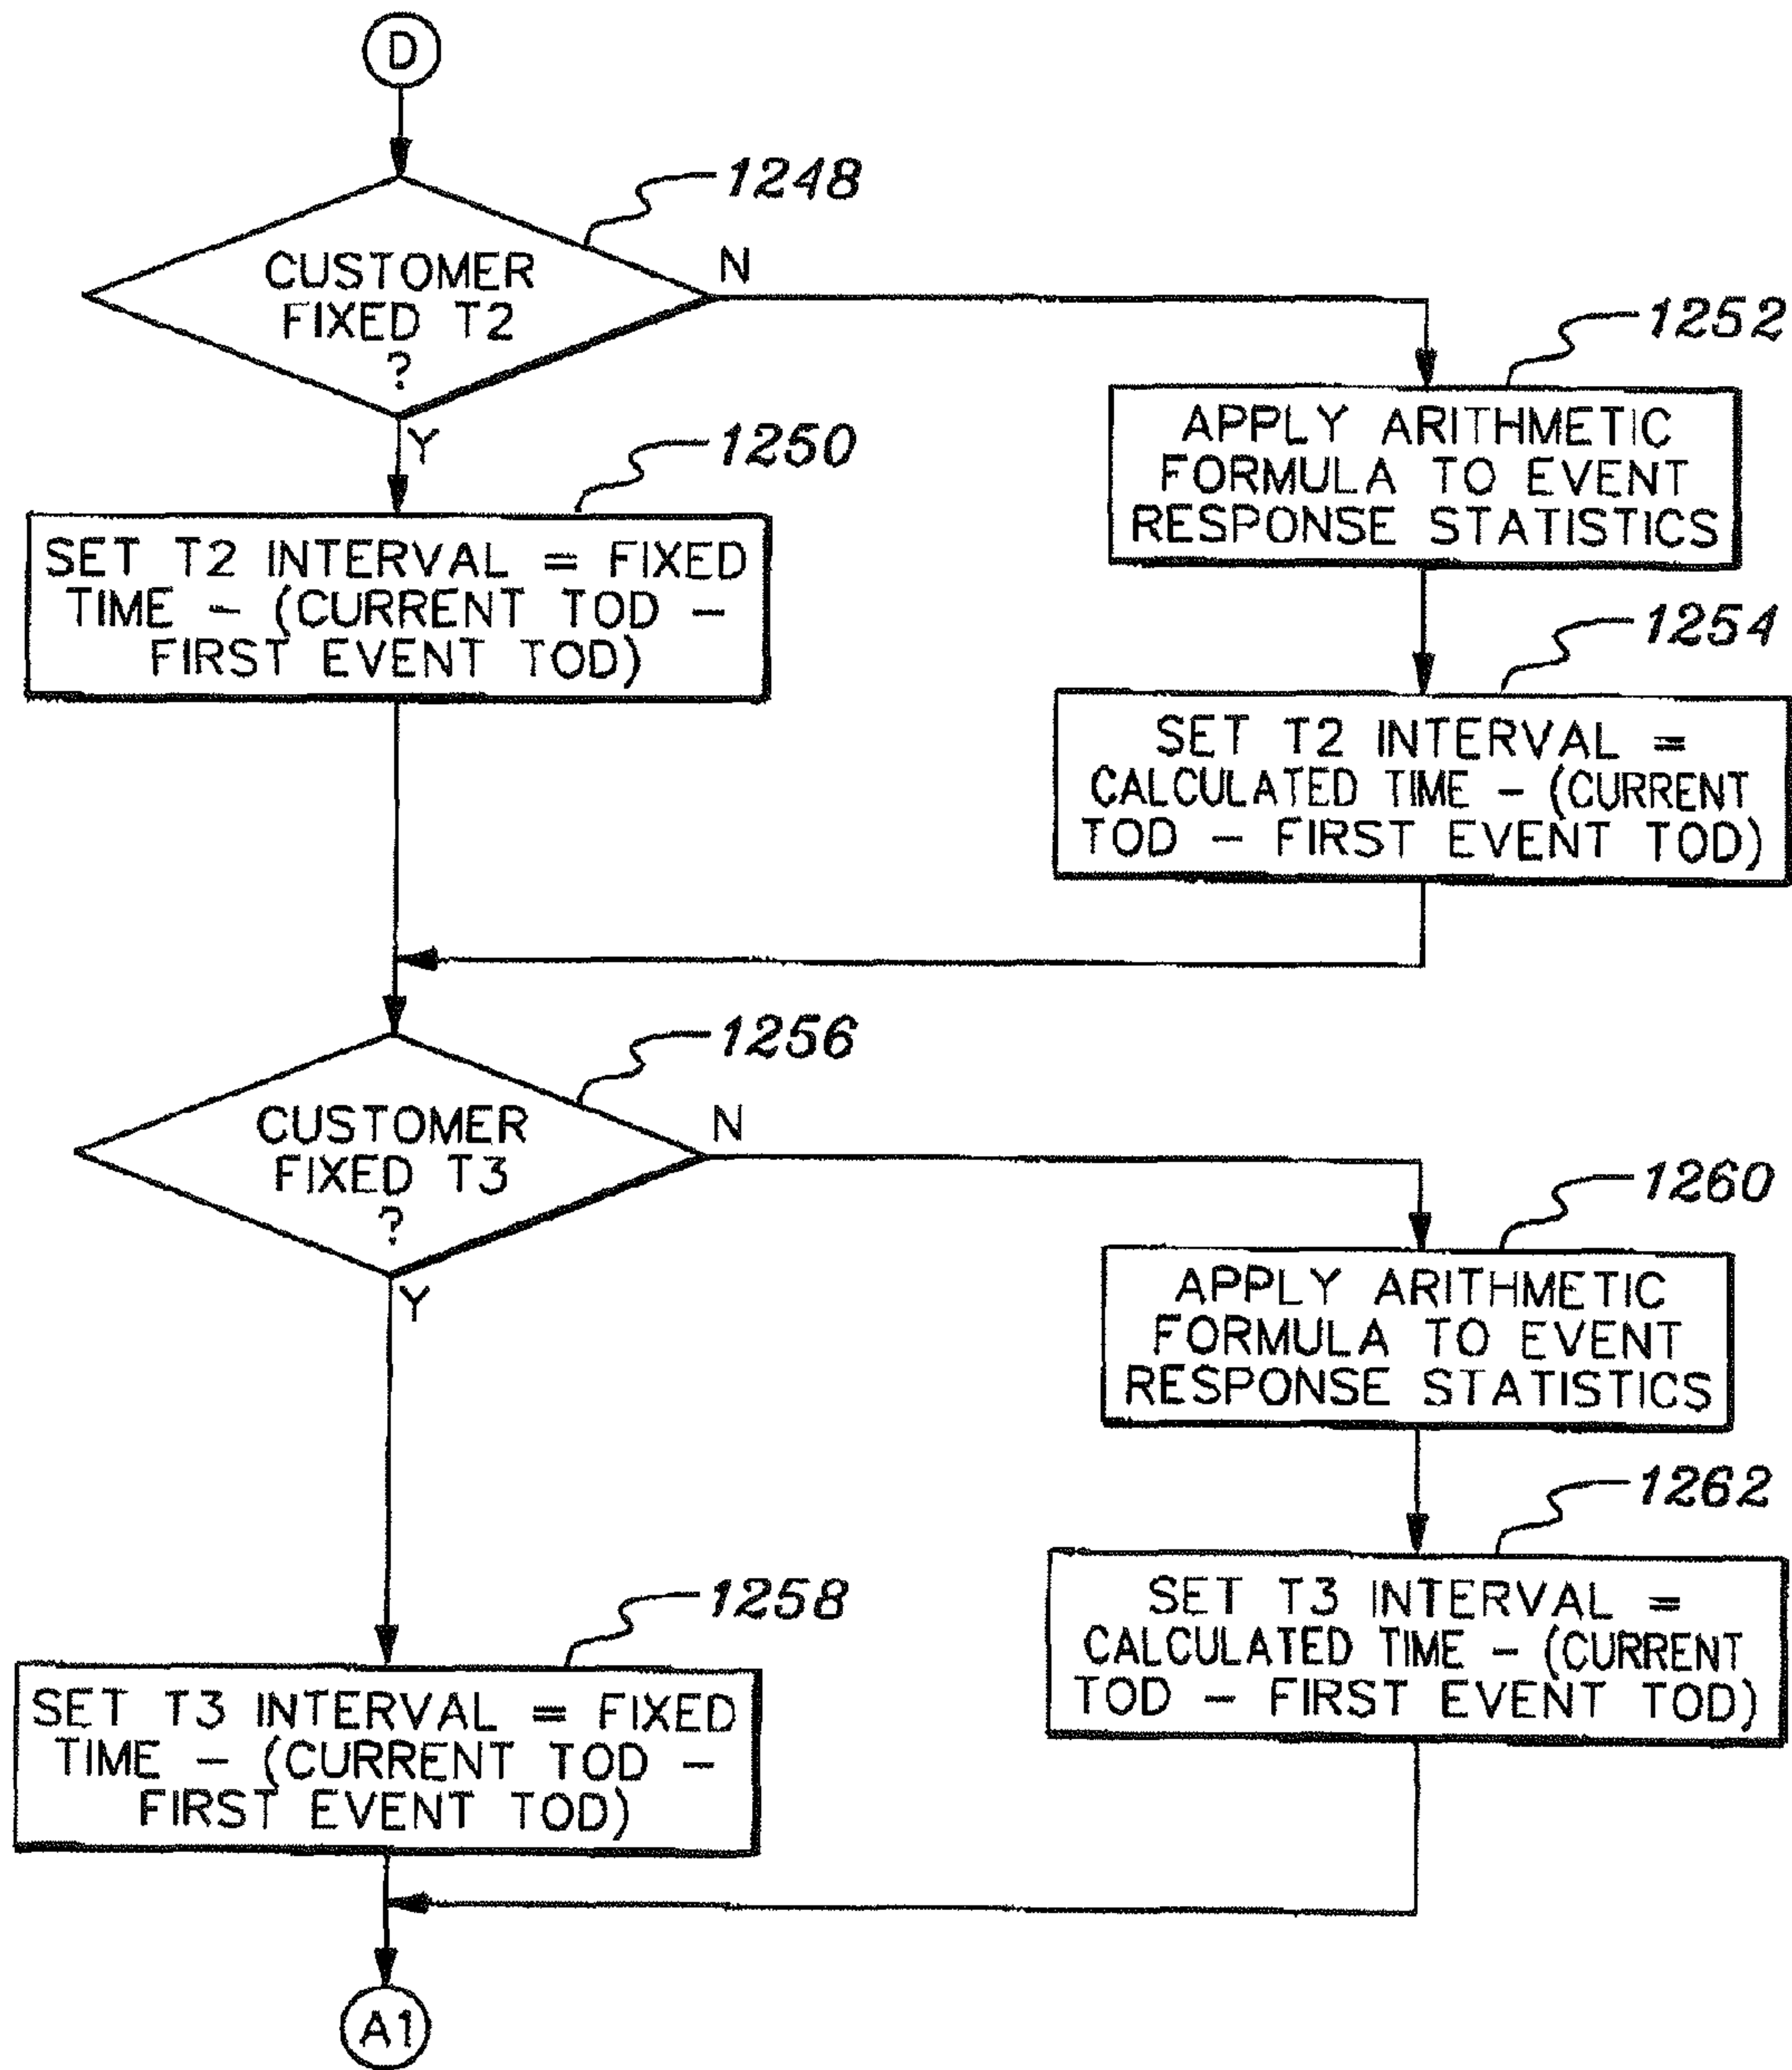 D
1248
CUSTOMER
FIXED T2
?
N
Y
1252
APPLY ARITHMETIC
FORMULA TO EVENT
RESPONSE STATISTICS
1250
SET T2 INTERVAL = FIXED
TIME - (CURRENT TOD -
FIRST EVENT TOD)
1254
SET T2 INTERVAL =
CALCULATED TIME - (CURRENT
TOD - FIRST EVENT TOD)
1256
CUSTOMER
FIXED T3
?
N
Y
1260
APPLY ARITHMETIC
FORMULA TO EVENT
RESPONSE STATISTICS
1262
SET T3 INTERVAL =
CALCULATED TIME - (CURRENT
TOD - FIRST EVENT TOD)
1258
SET T3 INTERVAL = FIXED
TIME - (CURRENT TOD -
FIRST EVENT TOD)
A1